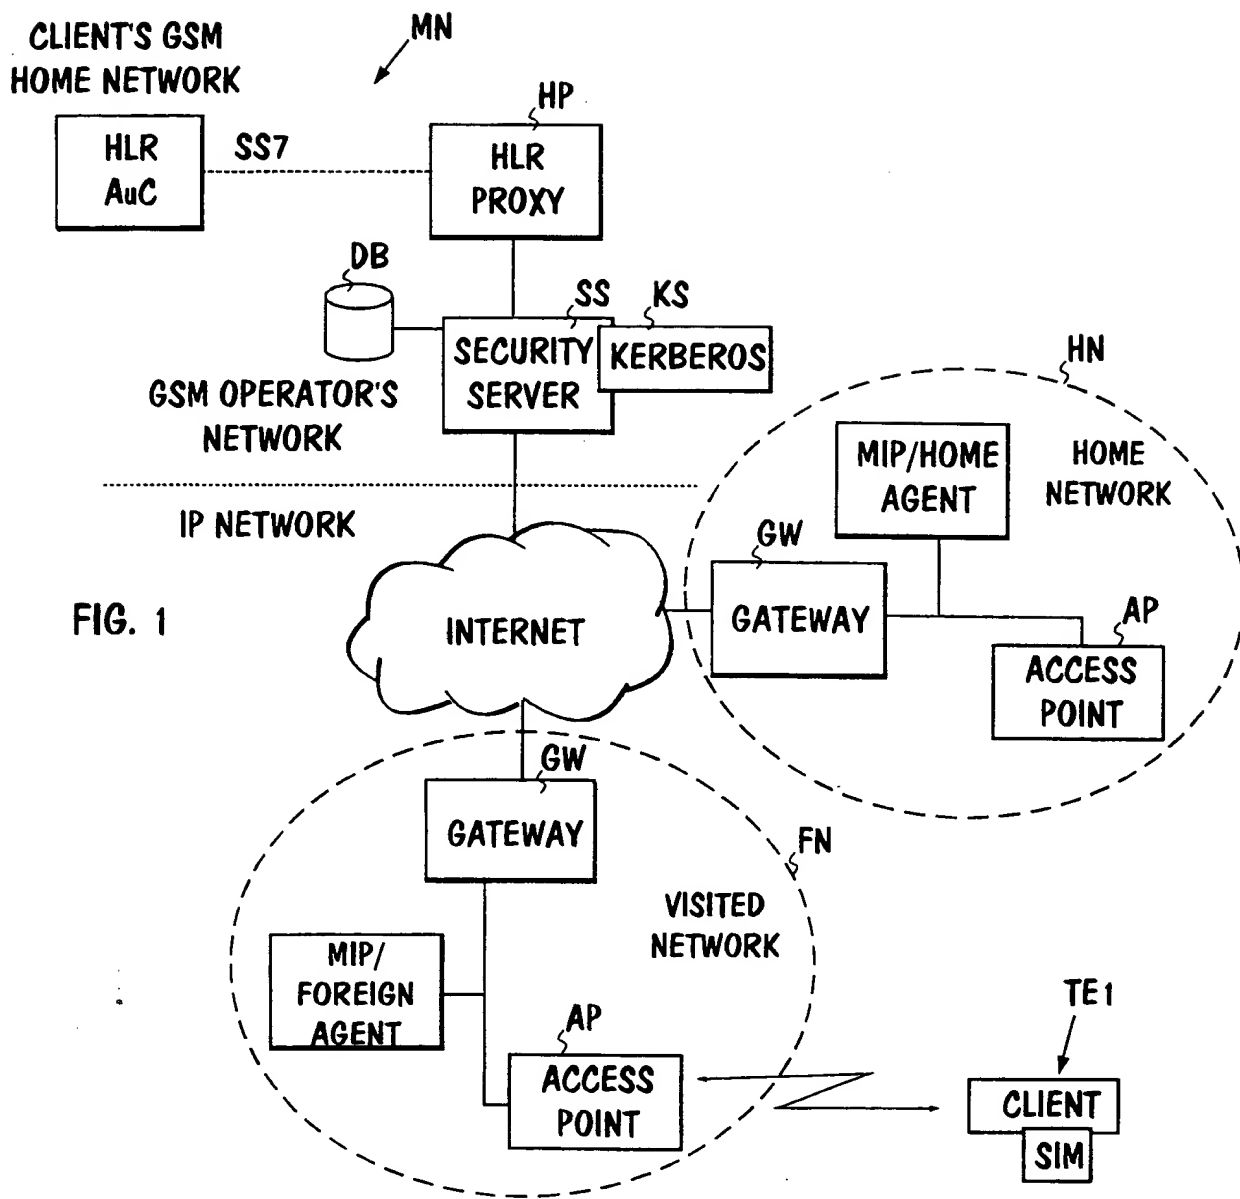 CLIENT'S GSM
HOME NETWORK
MN
HLR
AuC
SS7
HP
HLR
PROXY
DB
SS
KS
SECURITY
SERVER
KERBEROS
GSM OPERATOR'S
NETWORK
IP NETWORK
HN
MIP/HOME
AGENT
HOME
NETWORK
GW
GATEWAY
AP
ACCESS
POINT
FIG. 1
INTERNET
GW
GATEWAY
FN
VISITED
NETWORK
MIP/
FOREIGN
AGENT
AP
ACCESS
POINT
TE1
CLIENT
SIM